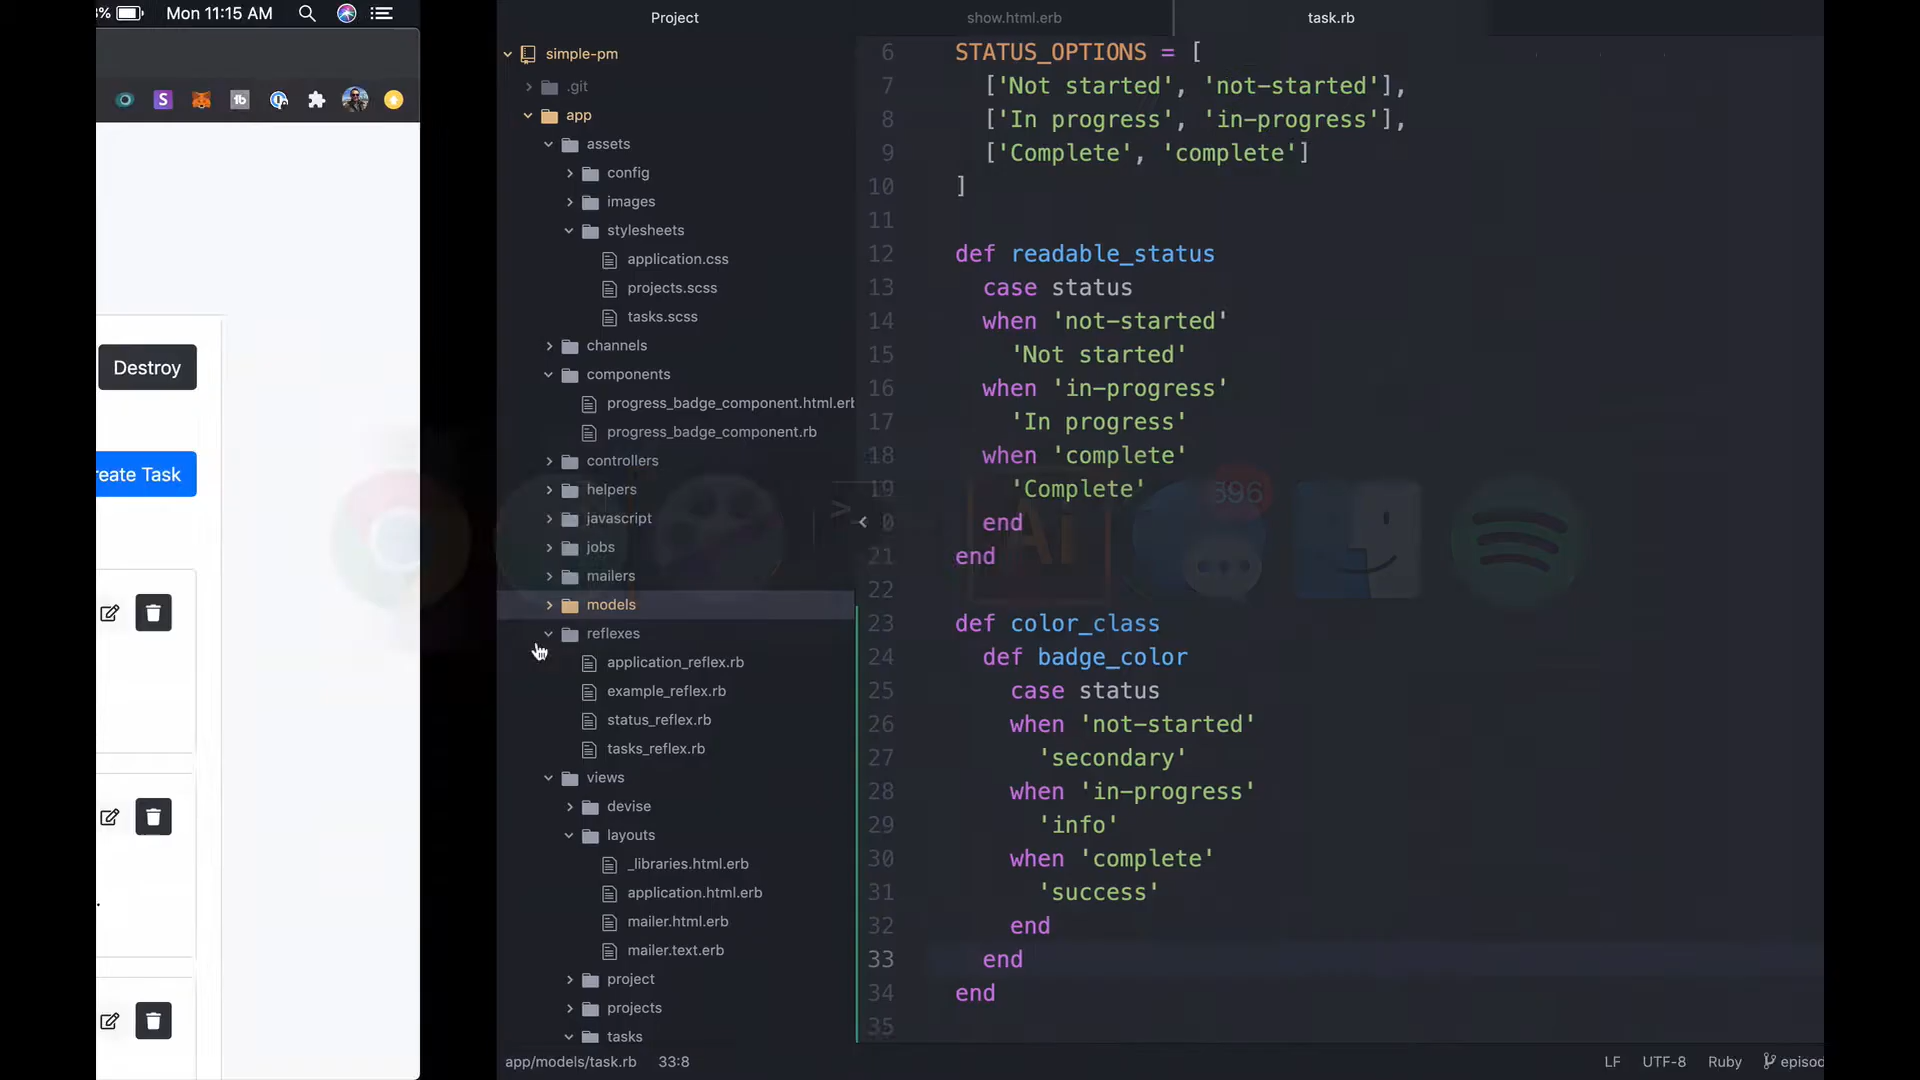 % Mon 11:15 AM
S
tb
Destroy
reate Task
Project
simple-pm
.git
app
assets
config
images
stylesheets
application.css
projects.scss
tasks.scss
channels
components
progress_badge_component.html.erb
progress_badge_component.rb
controllers
helpers
javascript
jobs
mailers
models
reflexes
application_reflex.rb
example_reflex.rb
status_reflex.rb
tasks_reflex.rb
views
devise
layouts
_libraries.html.erb
application.html.erb
mailer.html.erb
mailer.text.erb
project
projects
tasks
show.html.erb
task.rb
6 STATUS_OPTIONS = [
7 ['Not started', 'not-started'],
8 ['In progress', 'in-progress'],
9 ['Complete', 'complete']
10 ]
11
12 def readable_status
13 case status
14 when 'not-started'
15 'Not started'
16 when 'in-progress'
17 'In progress'
18 when 'complete'
19 'Complete'
0 end
21 end
22
23 def color_class
24 def badge_color
25 case status
26 when 'not-started'
27 'secondary'
28 when 'in-progress'
29 'info'
30 when 'complete'
31 'success'
32 end
33 end
34 end
35
Ai
596
app/models/task.rb 33:8
LF UTF-8 Ruby episod